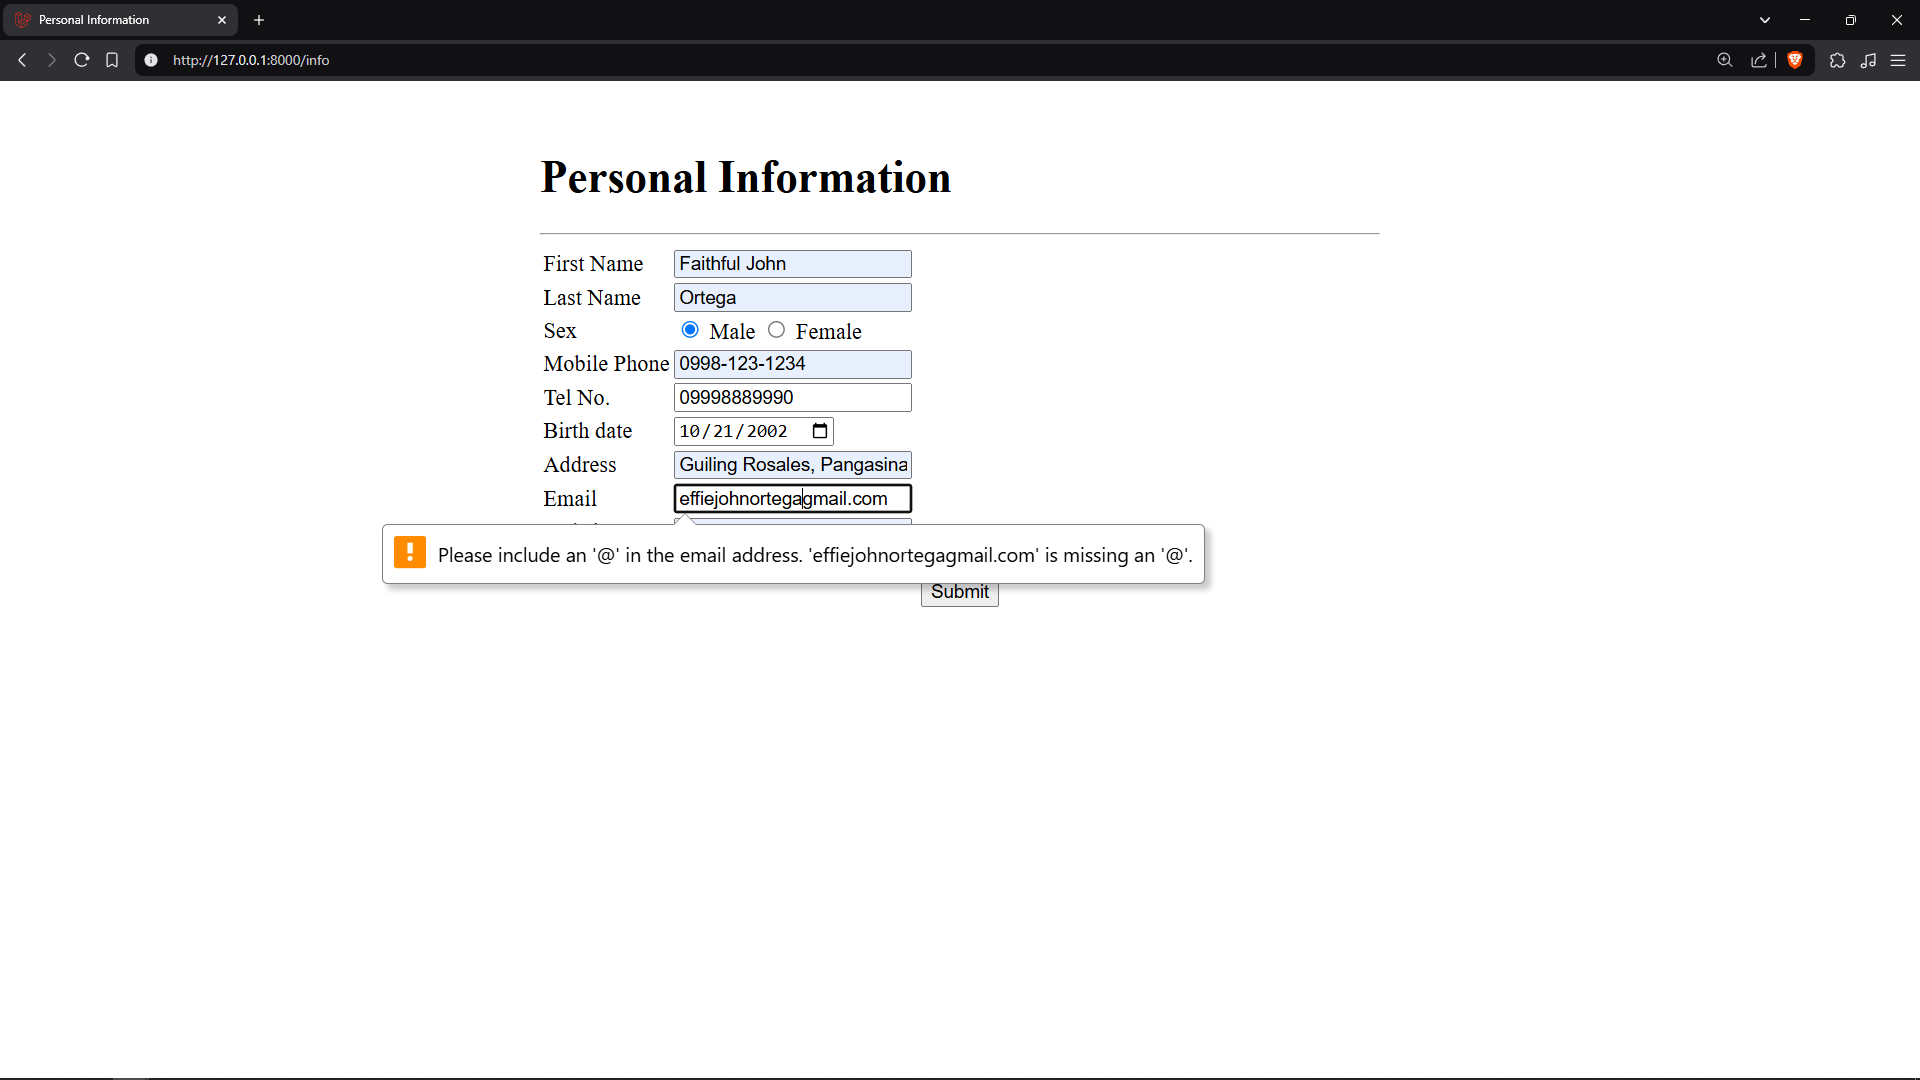 Personal Information
http://127.0.0.1:8000/info
Personal Information
First Name Faithful John
Last Name Ortega
Sex Male Female
Mobile Phone 0998-123-1234
Tel No. 09998889990
Birth date 10/21/2002
Address Guiling Rosales, Pangasina
Email effiejohnortegagmail.com
Please include an '@' in the email address. 'effiejohnortegagmail.com' is missing an '@'.
Submit